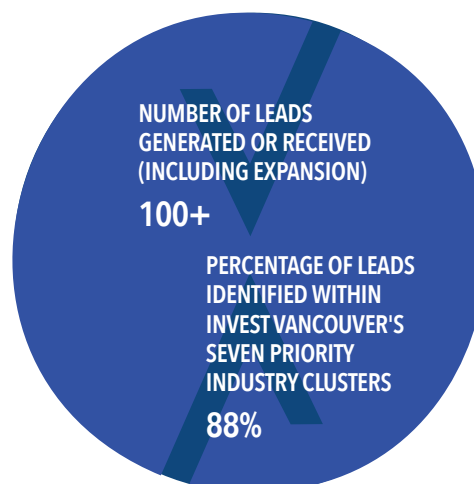 NUMBER OF LEADS
GENERATED OR RECEIVED
(INCLUDING EXPANSION)
100+
PERCENTAGE OF LEADS
IDENTIFIED WITHIN
INVEST VANCOUVER'S
SEVEN PRIORITY
INDUSTRY CLUSTERS
88%